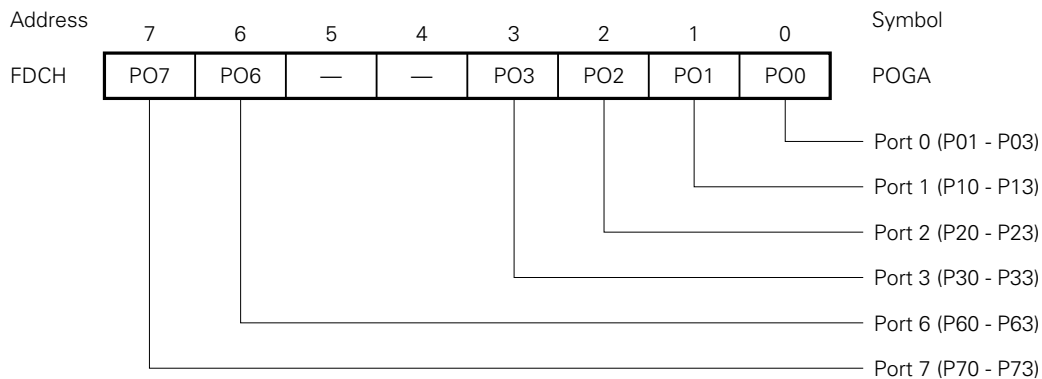 Address 7 6 5 4 3 2 1 0 Symbol
FDCH PO7 PO6 — — PO3 PO2 PO1 PO0 POGA
Port 0 (P01 - P03)
Port 1 (P10 - P13)
Port 2 (P20 - P23)
Port 3 (P30 - P33)
Port 6 (P60 - P63)
Port 7 (P70 - P73)